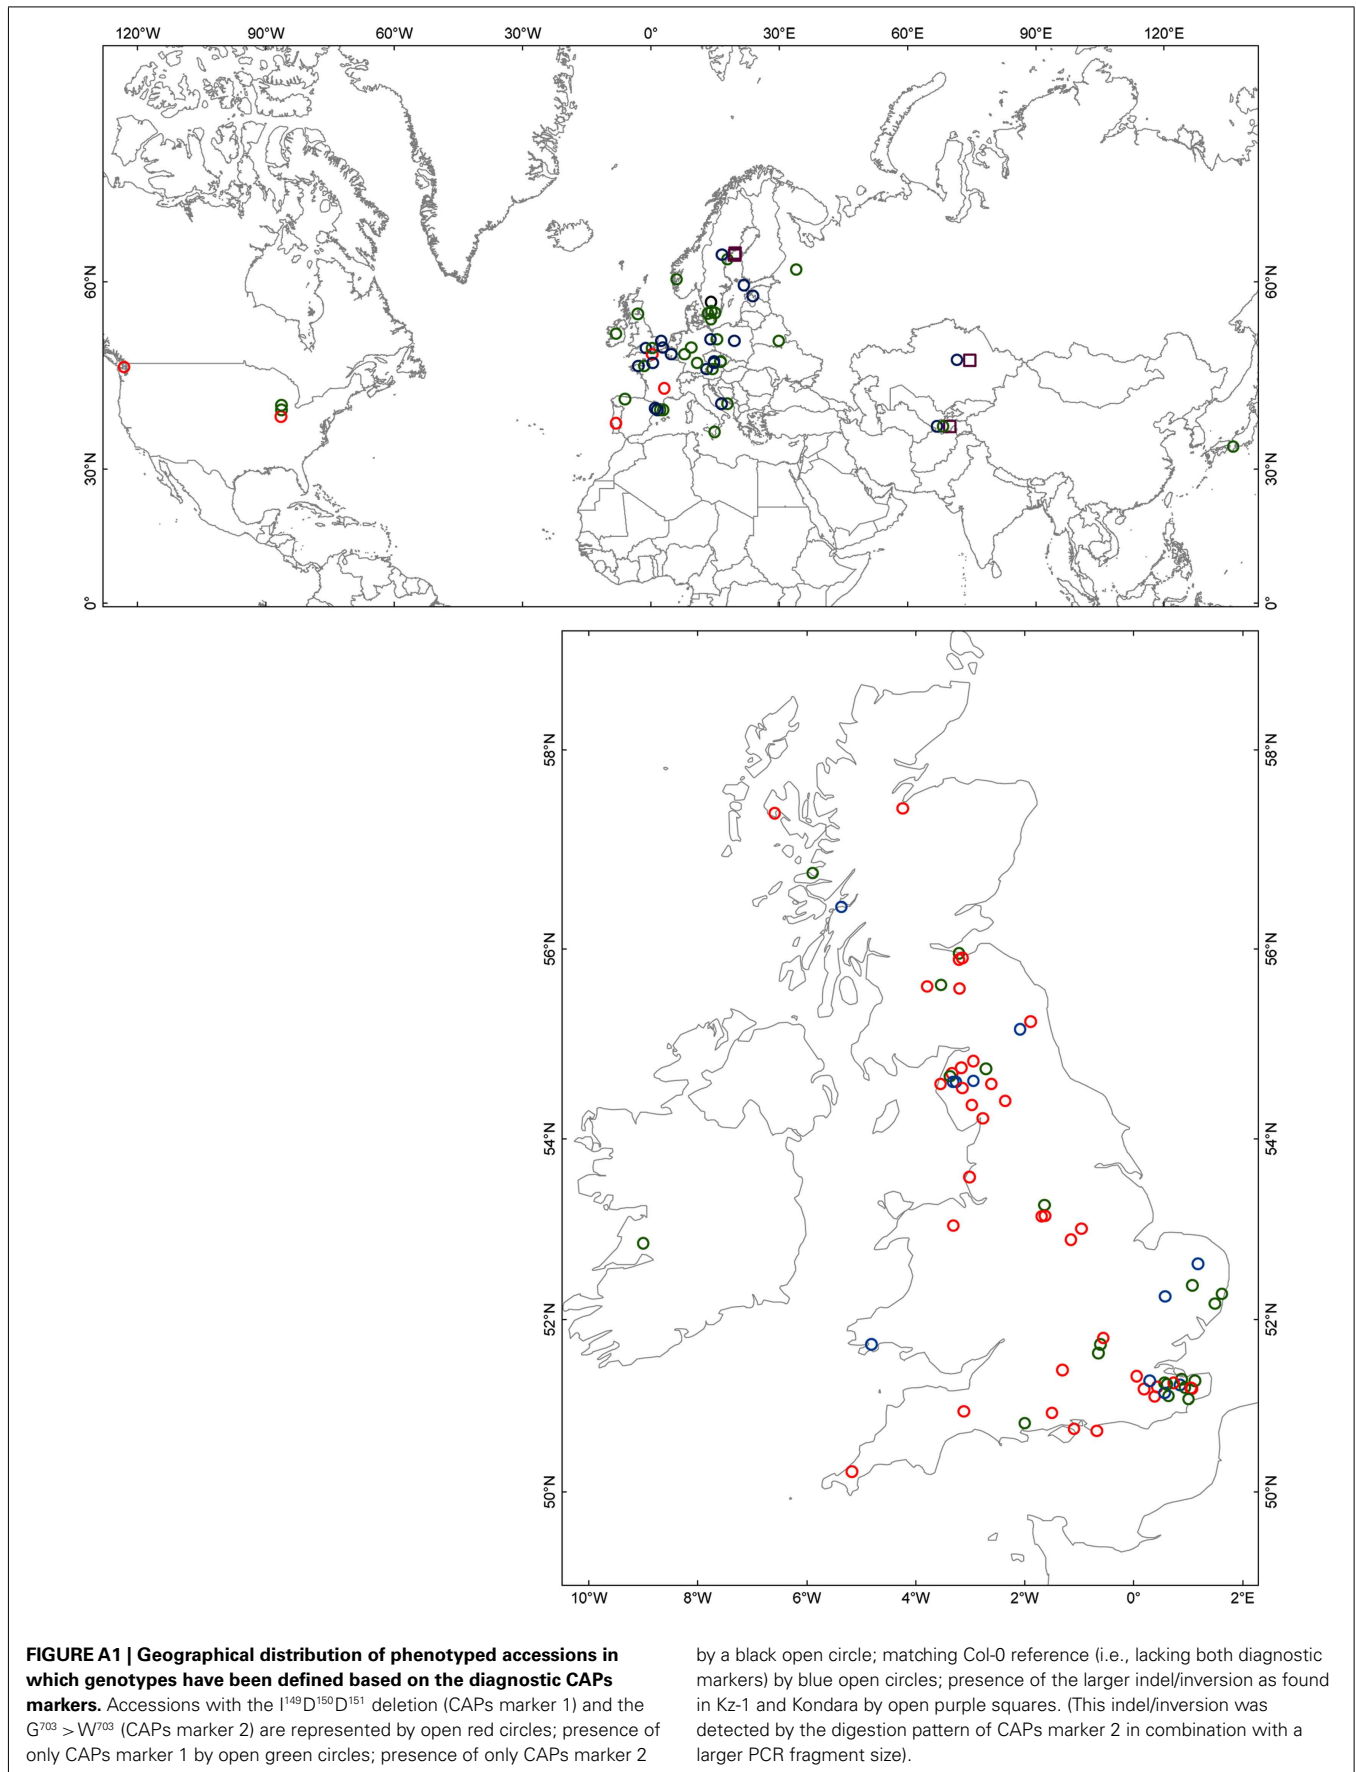 120°W 90°W 60°W 30°W 0° 30°E 60°E 90°E 120°E
60°N 60°N
30°N 30°N
0° 0°
58°N 58°N
56°N 56°N
54°N 54°N
52°N 52°N
50°N 50°N
10°W 8°W 6°W 4°W 2°W 0° 2°E
FIGURE A1 | Geographical distribution of phenotyped accessions in
which genotypes have been defined based on the diagnostic CAPs
markers. Accessions with the I¹⁴⁹D¹⁵⁰D¹⁵¹ deletion (CAPs marker 1) and the
G⁷⁰³ > W⁷⁰³ (CAPs marker 2) are represented by open red circles; presence of
only CAPs marker 1 by open green circles; presence of only CAPs marker 2
by a black open circle; matching Col-0 reference (i.e., lacking both diagnostic
markers) by blue open circles; presence of the larger indel/inversion as found
in Kz-1 and Kondara by open purple squares. (This indel/inversion was
detected by the digestion pattern of CAPs marker 2 in combination with a
larger PCR fragment size).